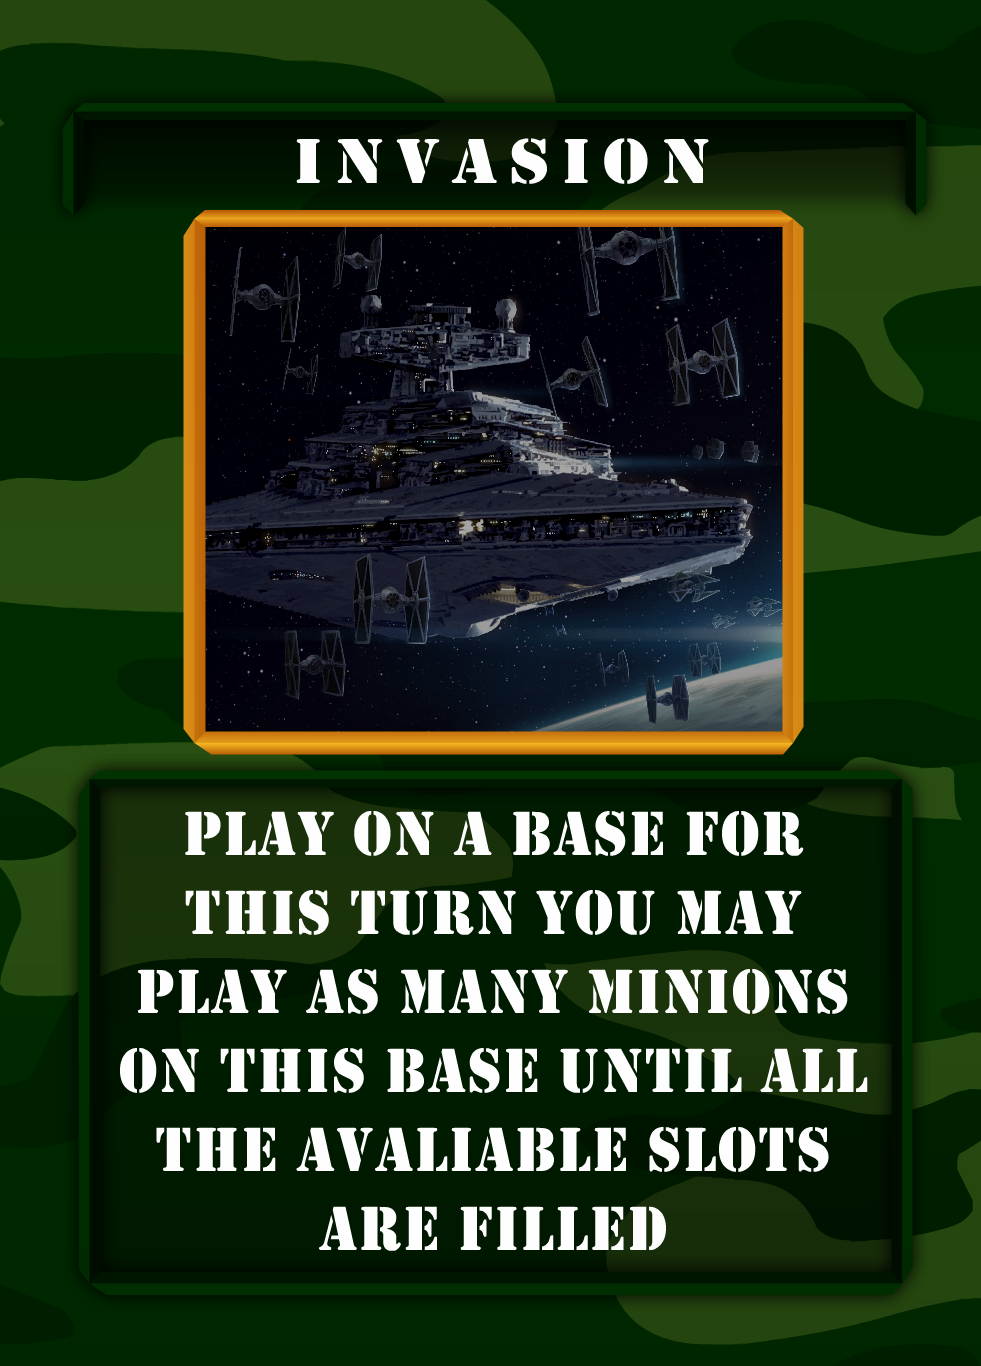 INVASION
PLAY ON A BASE FOR
THIS TURN YOU MAY
PLAY AS MANY MINIONS
ON THIS BASE UNTIL ALL
THE AVALIABLE SLOTS
ARE FILLED